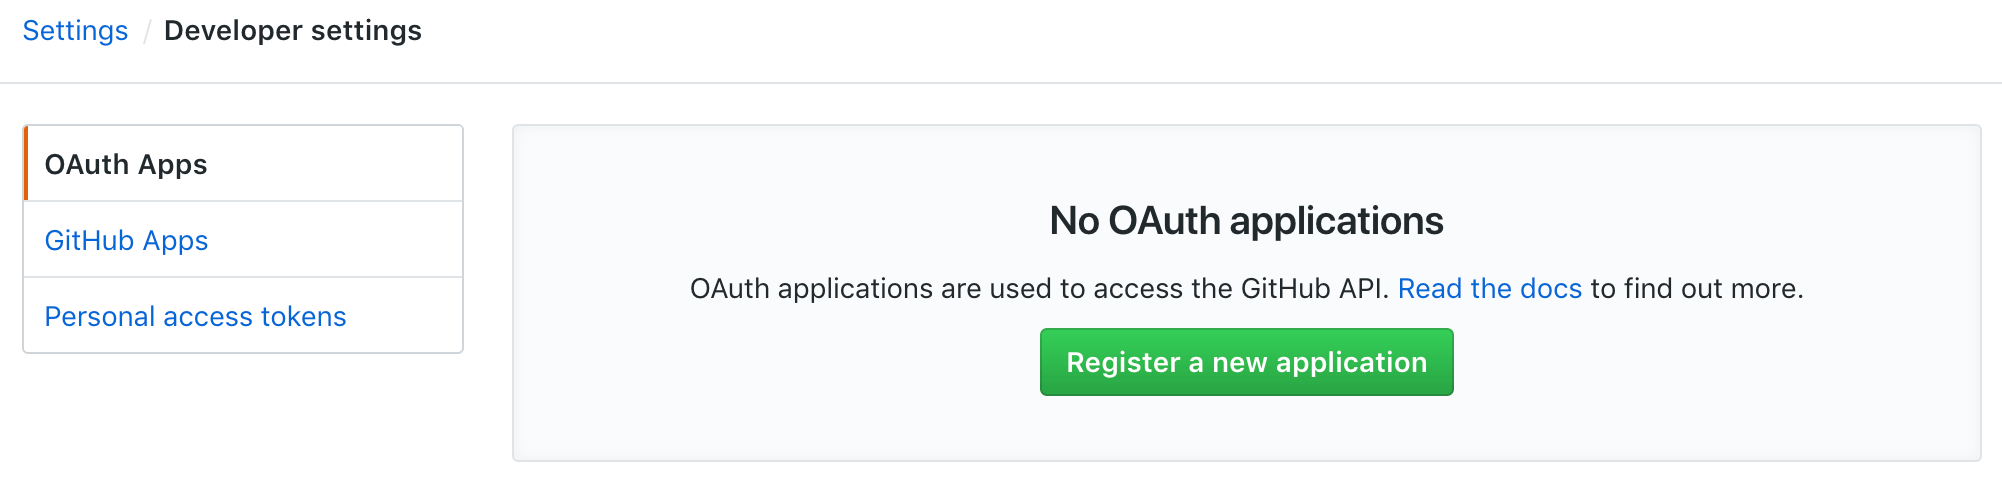 Settings / Developer settings
OAuth Apps
GitHub Apps
Personal access tokens
No OAuth applications
OAuth applications are used to access the GitHub API. Read the docs to find out more.
Register a new application